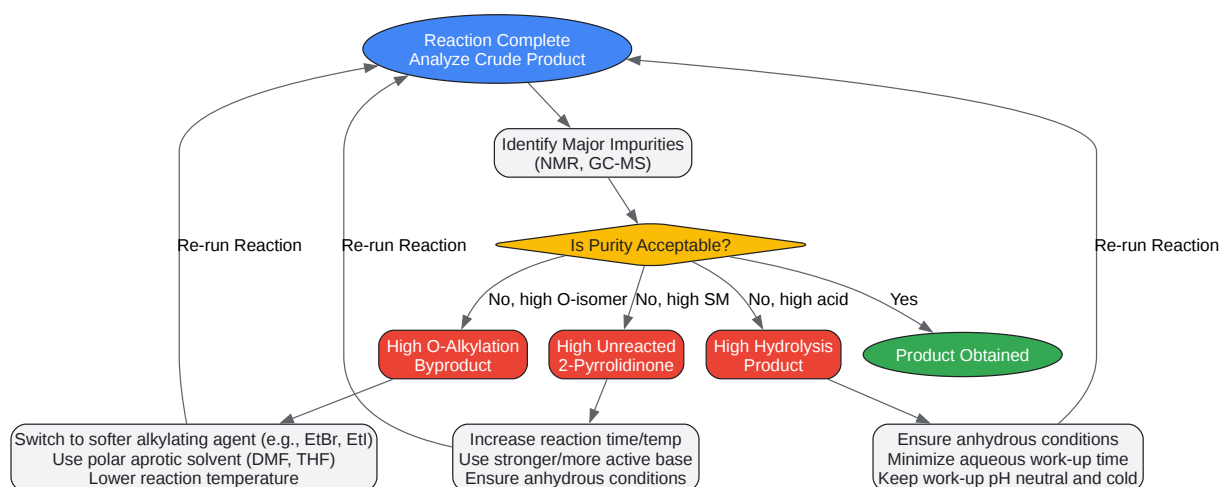 Reaction Complete
Analyze Crude Product
Identify Major Impurities
(NMR, GC-MS)
Re-run Reaction
Re-run Reaction
Re-run Reaction
Is Purity Acceptable?
No, high O-isomer
No, high SM
No, high acid
Yes
High O-Alkylation
Byproduct
High Unreacted
2-Pyrrolidinone
High Hydrolysis
Product
Product Obtained
Switch to softer alkylating agent (e.g., EtBr, EtI)
Use polar aprotic solvent (DMF, THF)
Lower reaction temperature
Increase reaction time/temp
Use stronger/more active base
Ensure anhydrous conditions
Ensure anhydrous conditions
Minimize aqueous work-up time
Keep work-up pH neutral and cold